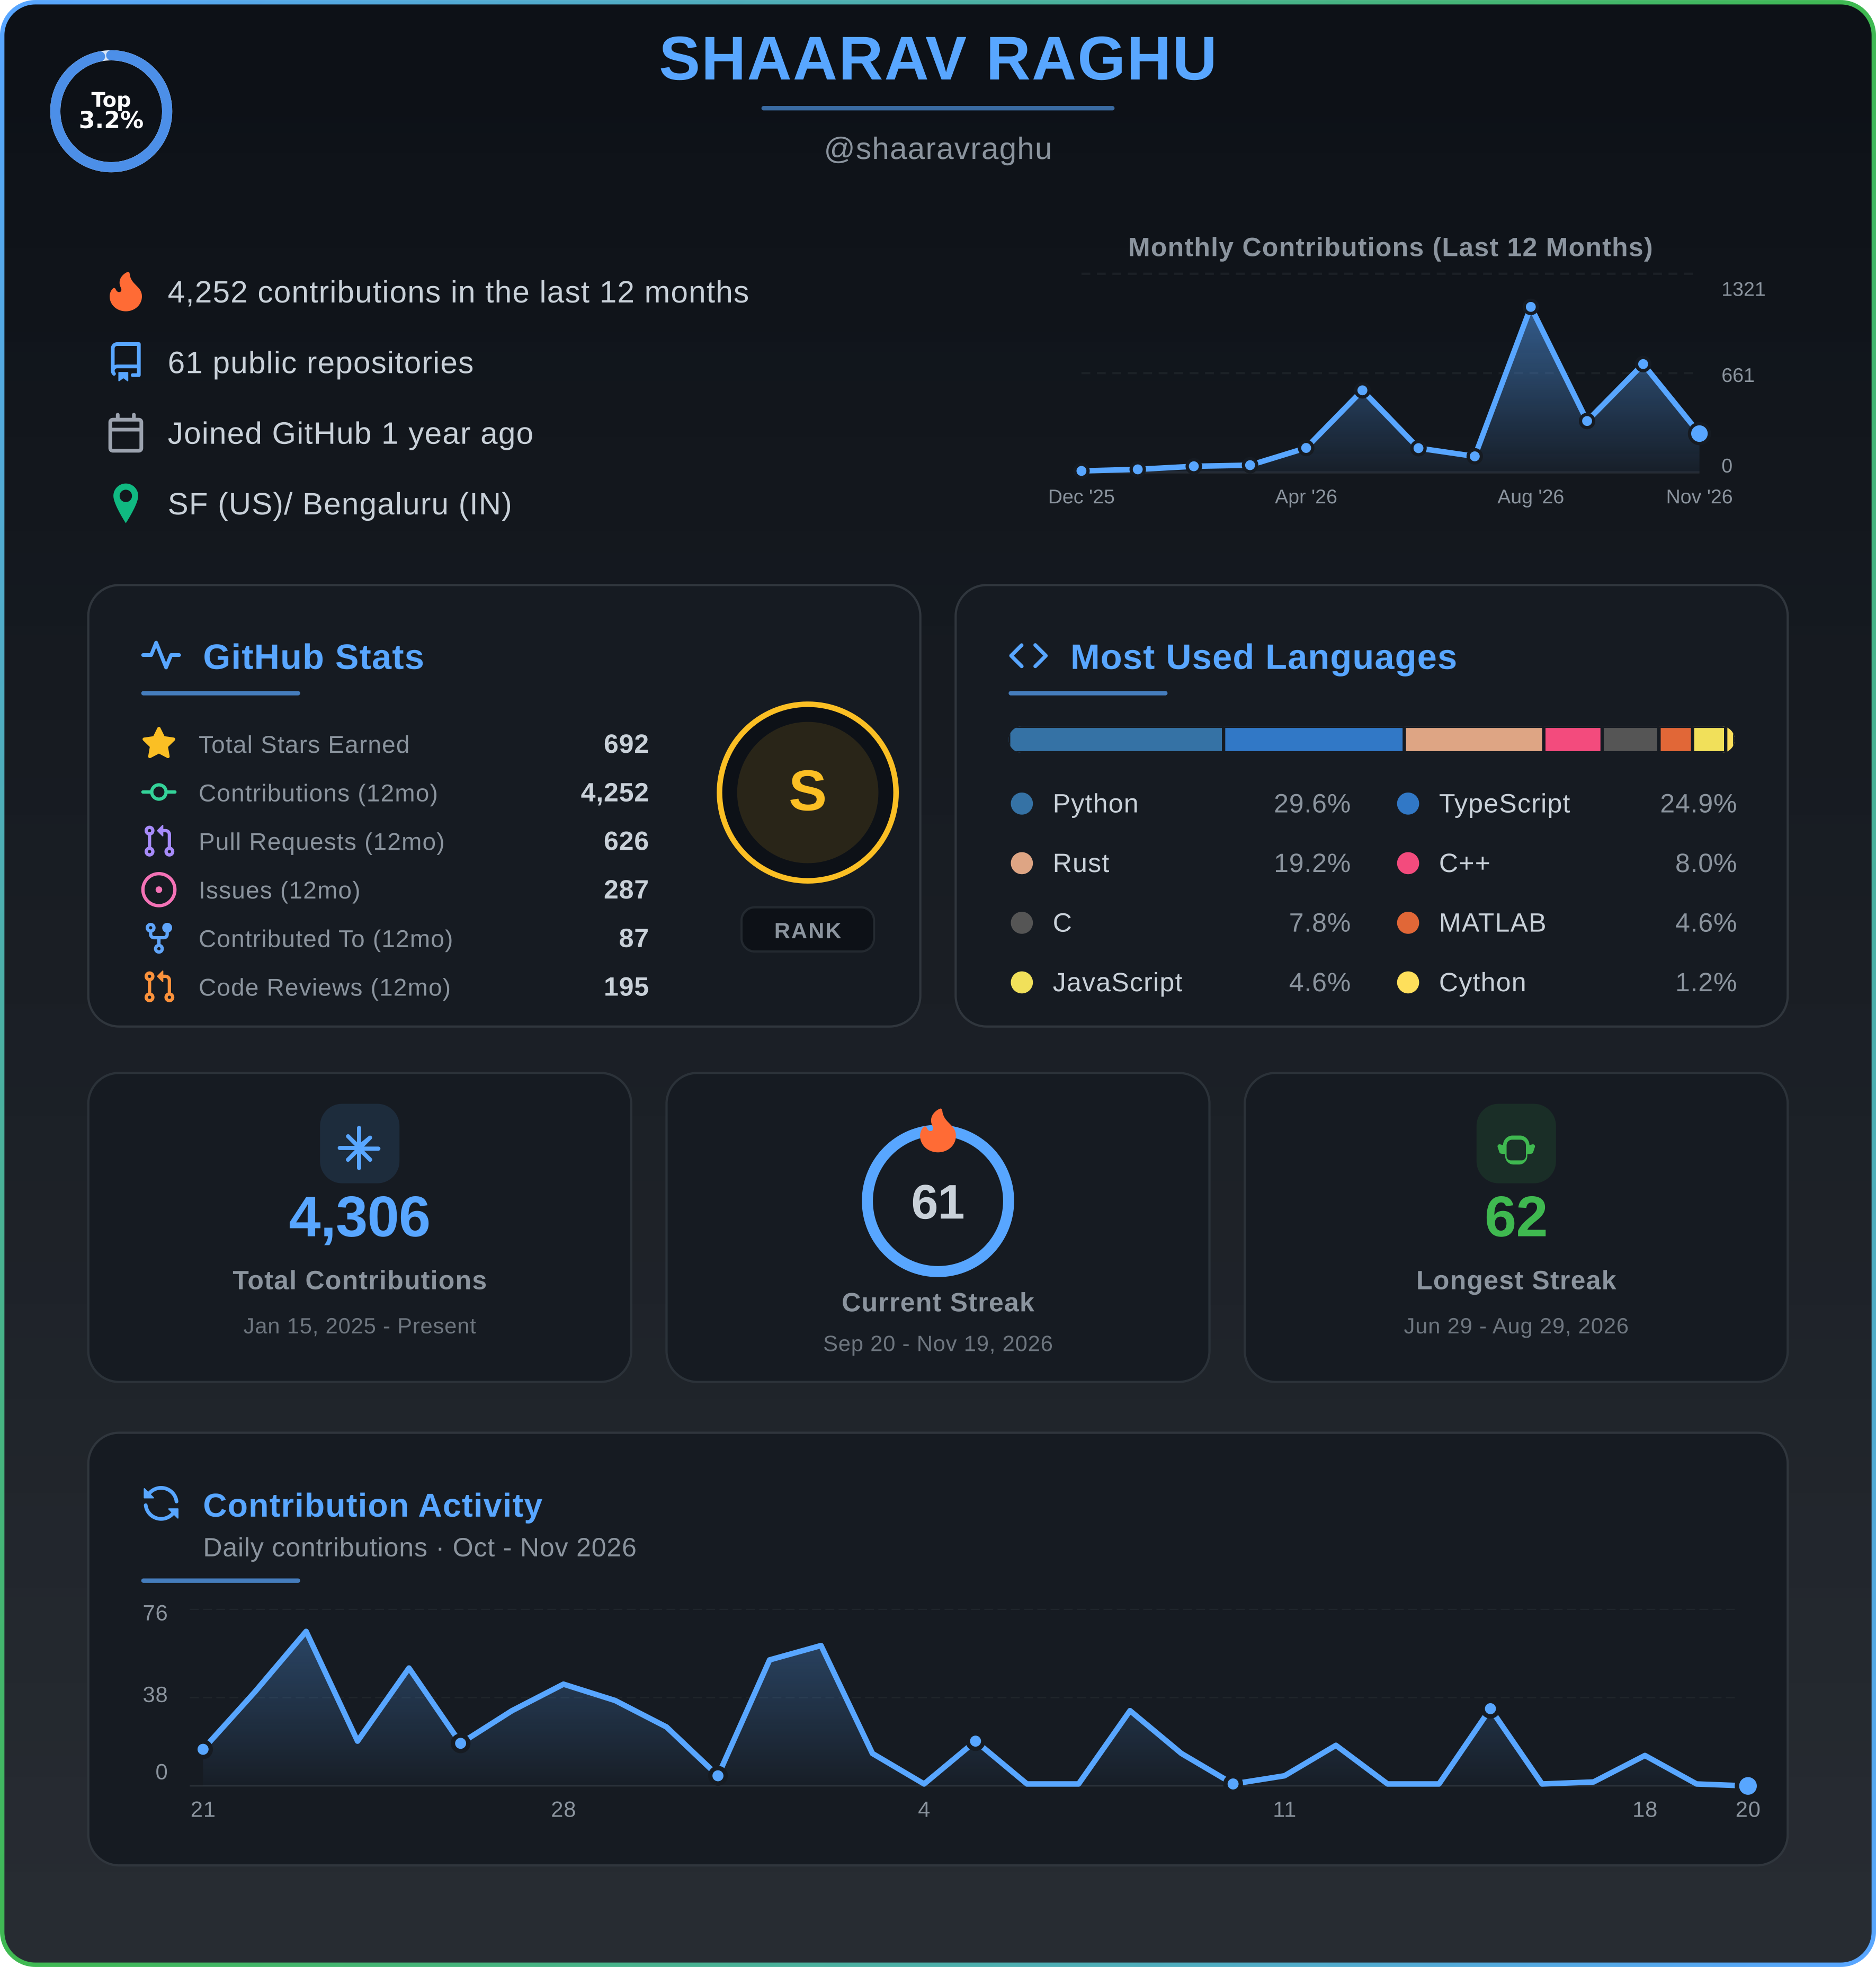 SHAARAV RAGHU
Top
3.2%
@shaaravraghu
4,252 contributions in the last 12 months
61 public repositories
Joined GitHub 1 year ago
SF (US)/ Bengaluru (IN)
Monthly Contributions (Last 12 Months)
1321
661
0
Dec '25 Apr '26 Aug '26 Nov '26
GitHub Stats
Total Stars Earned 692
Contributions (12mo) 4,252
Pull Requests (12mo) 626
Issues (12mo) 287
Contributed To (12mo) 87
Code Reviews (12mo) 195
S
RANK
Most Used Languages
Python 29.6% TypeScript 24.9%
Rust 19.2% C++ 8.0%
C 7.8% MATLAB 4.6%
JavaScript 4.6% Cython 1.2%
4,306
Total Contributions
Jan 15, 2025 - Present
61
Current Streak
Sep 20 - Nov 19, 2026
62
Longest Streak
Jun 29 - Aug 29, 2026
Contribution Activity
Daily contributions · Oct - Nov 2026
76
38
0
21 28 4 11 18 20